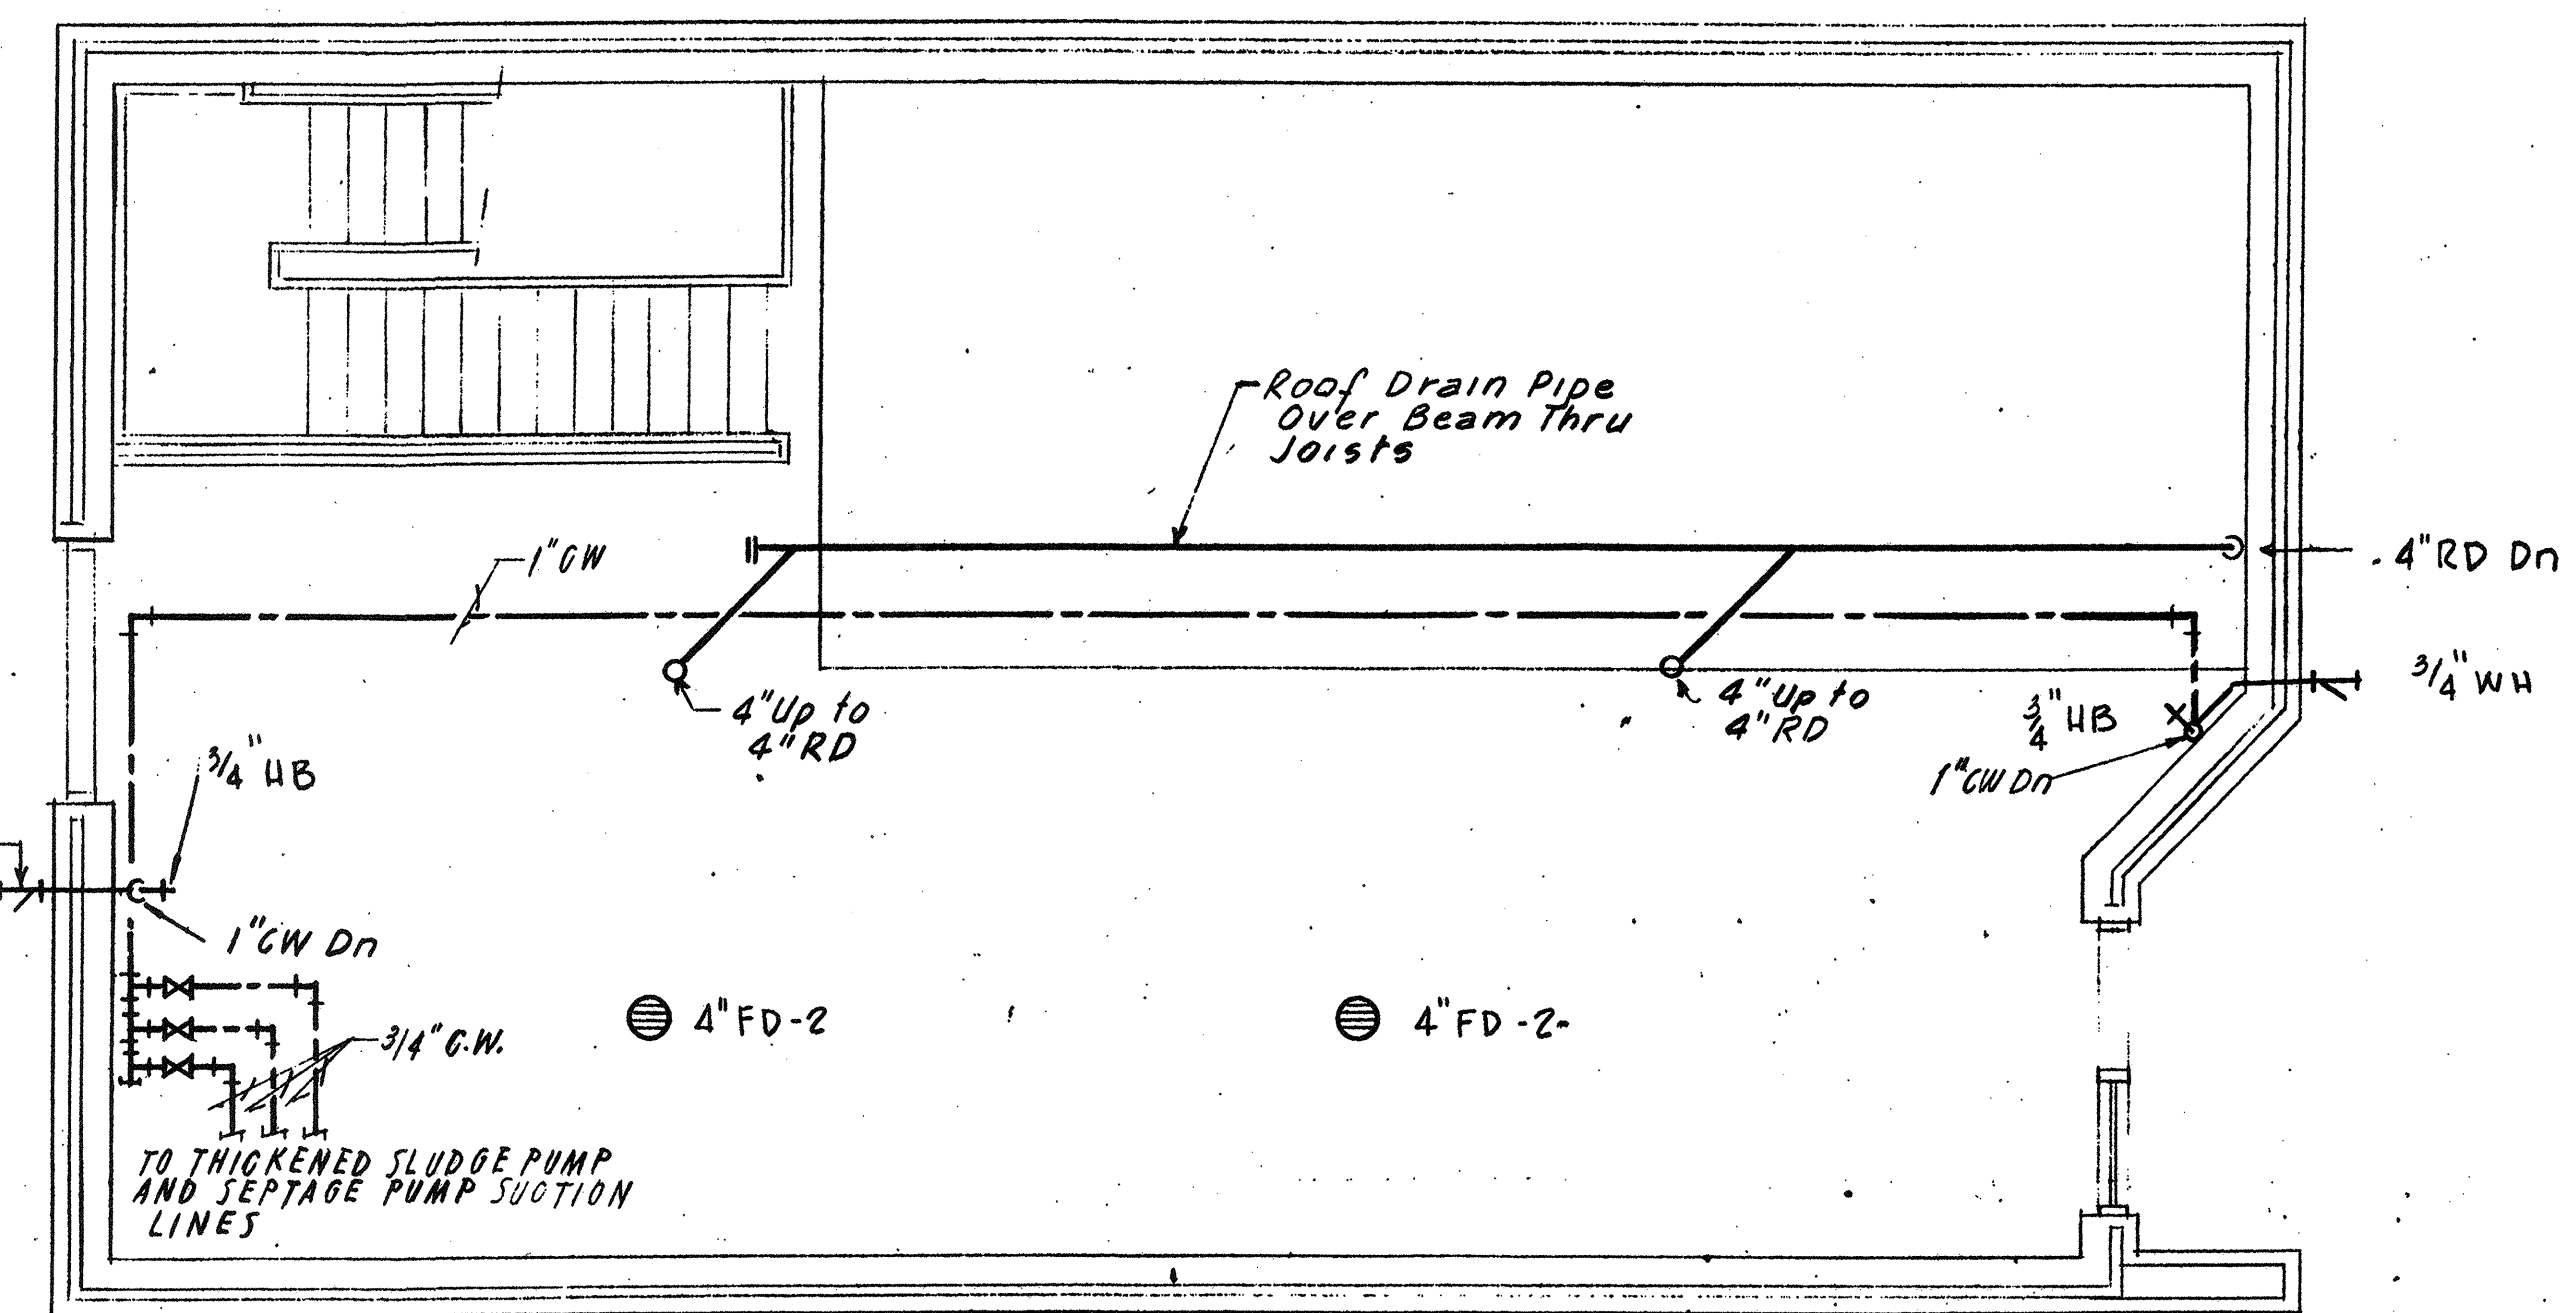 Roof Drain Pipe
Over Beam Thru
Joists
1" CW
4" RD Dn
4" Up to
4" RD
4" Up to
4" RD
3/4" WH
3/4" HB
1" CW Dn
3/4" HB
1" CW Dn
4" FD-2
4" FD-2
3/4" C.W.
TO THICKENED SLUDGE PUMP
AND SEPTAGE PUMP SUCTION
LINES